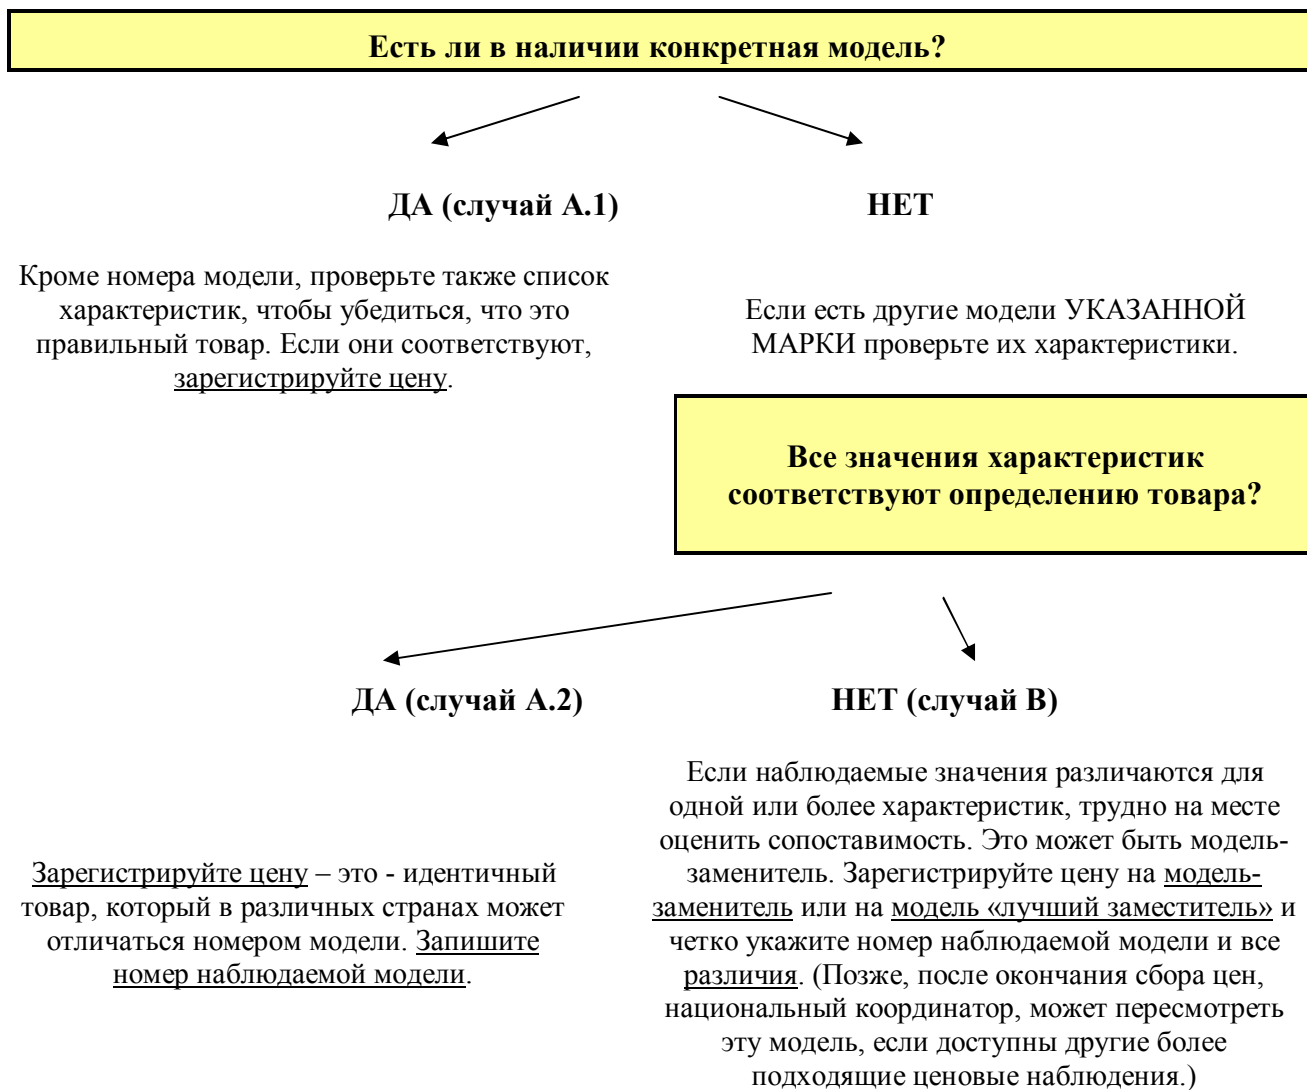 Есть ли в наличии конкретная модель?
ДА (случай А.1)
НЕТ
Кроме номера модели, проверьте также список
характеристик, чтобы убедиться, что это
правильный товар. Если они соответствуют,
зарегистрируйте цену.
Если есть другие модели УКАЗАННОЙ
МАРКИ проверьте их характеристики.
Все значения характеристик
соответствуют определению товара?
ДА (случай А.2)
НЕТ (случай В)
Зарегистрируйте цену – это - идентичный
товар, который в различных странах может
отличаться номером модели. Запишите
номер наблюдаемой модели.
Если наблюдаемые значения различаются для
одной или более характеристик, трудно на месте
оценить сопоставимость. Это может быть модель-
заменитель. Зарегистрируйте цену на модель-
заменитель или на модель «лучший заместитель» и
четко укажите номер наблюдаемой модели и все
различия. (Позже, после окончания сбора цен,
национальный координатор, может пересмотреть
эту модель, если доступны другие более
подходящие ценовые наблюдения.)